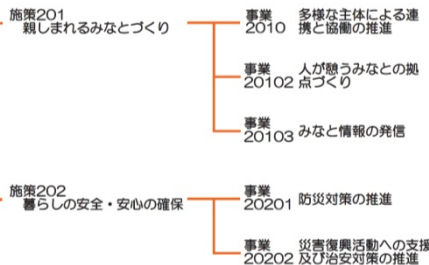 施策201
親しまれるみなとづくり
事業
2010
多様な主体による連
携と協働の推進
事業
20102
人が憩うみなとの拠
点づくり
事業
20103
みなと情報の発信
施策202
暮らしの安全・安心の確保
事業
20201
防災対策の推進
事業
20202
災害復興活動への支援
及び治安対策の推進